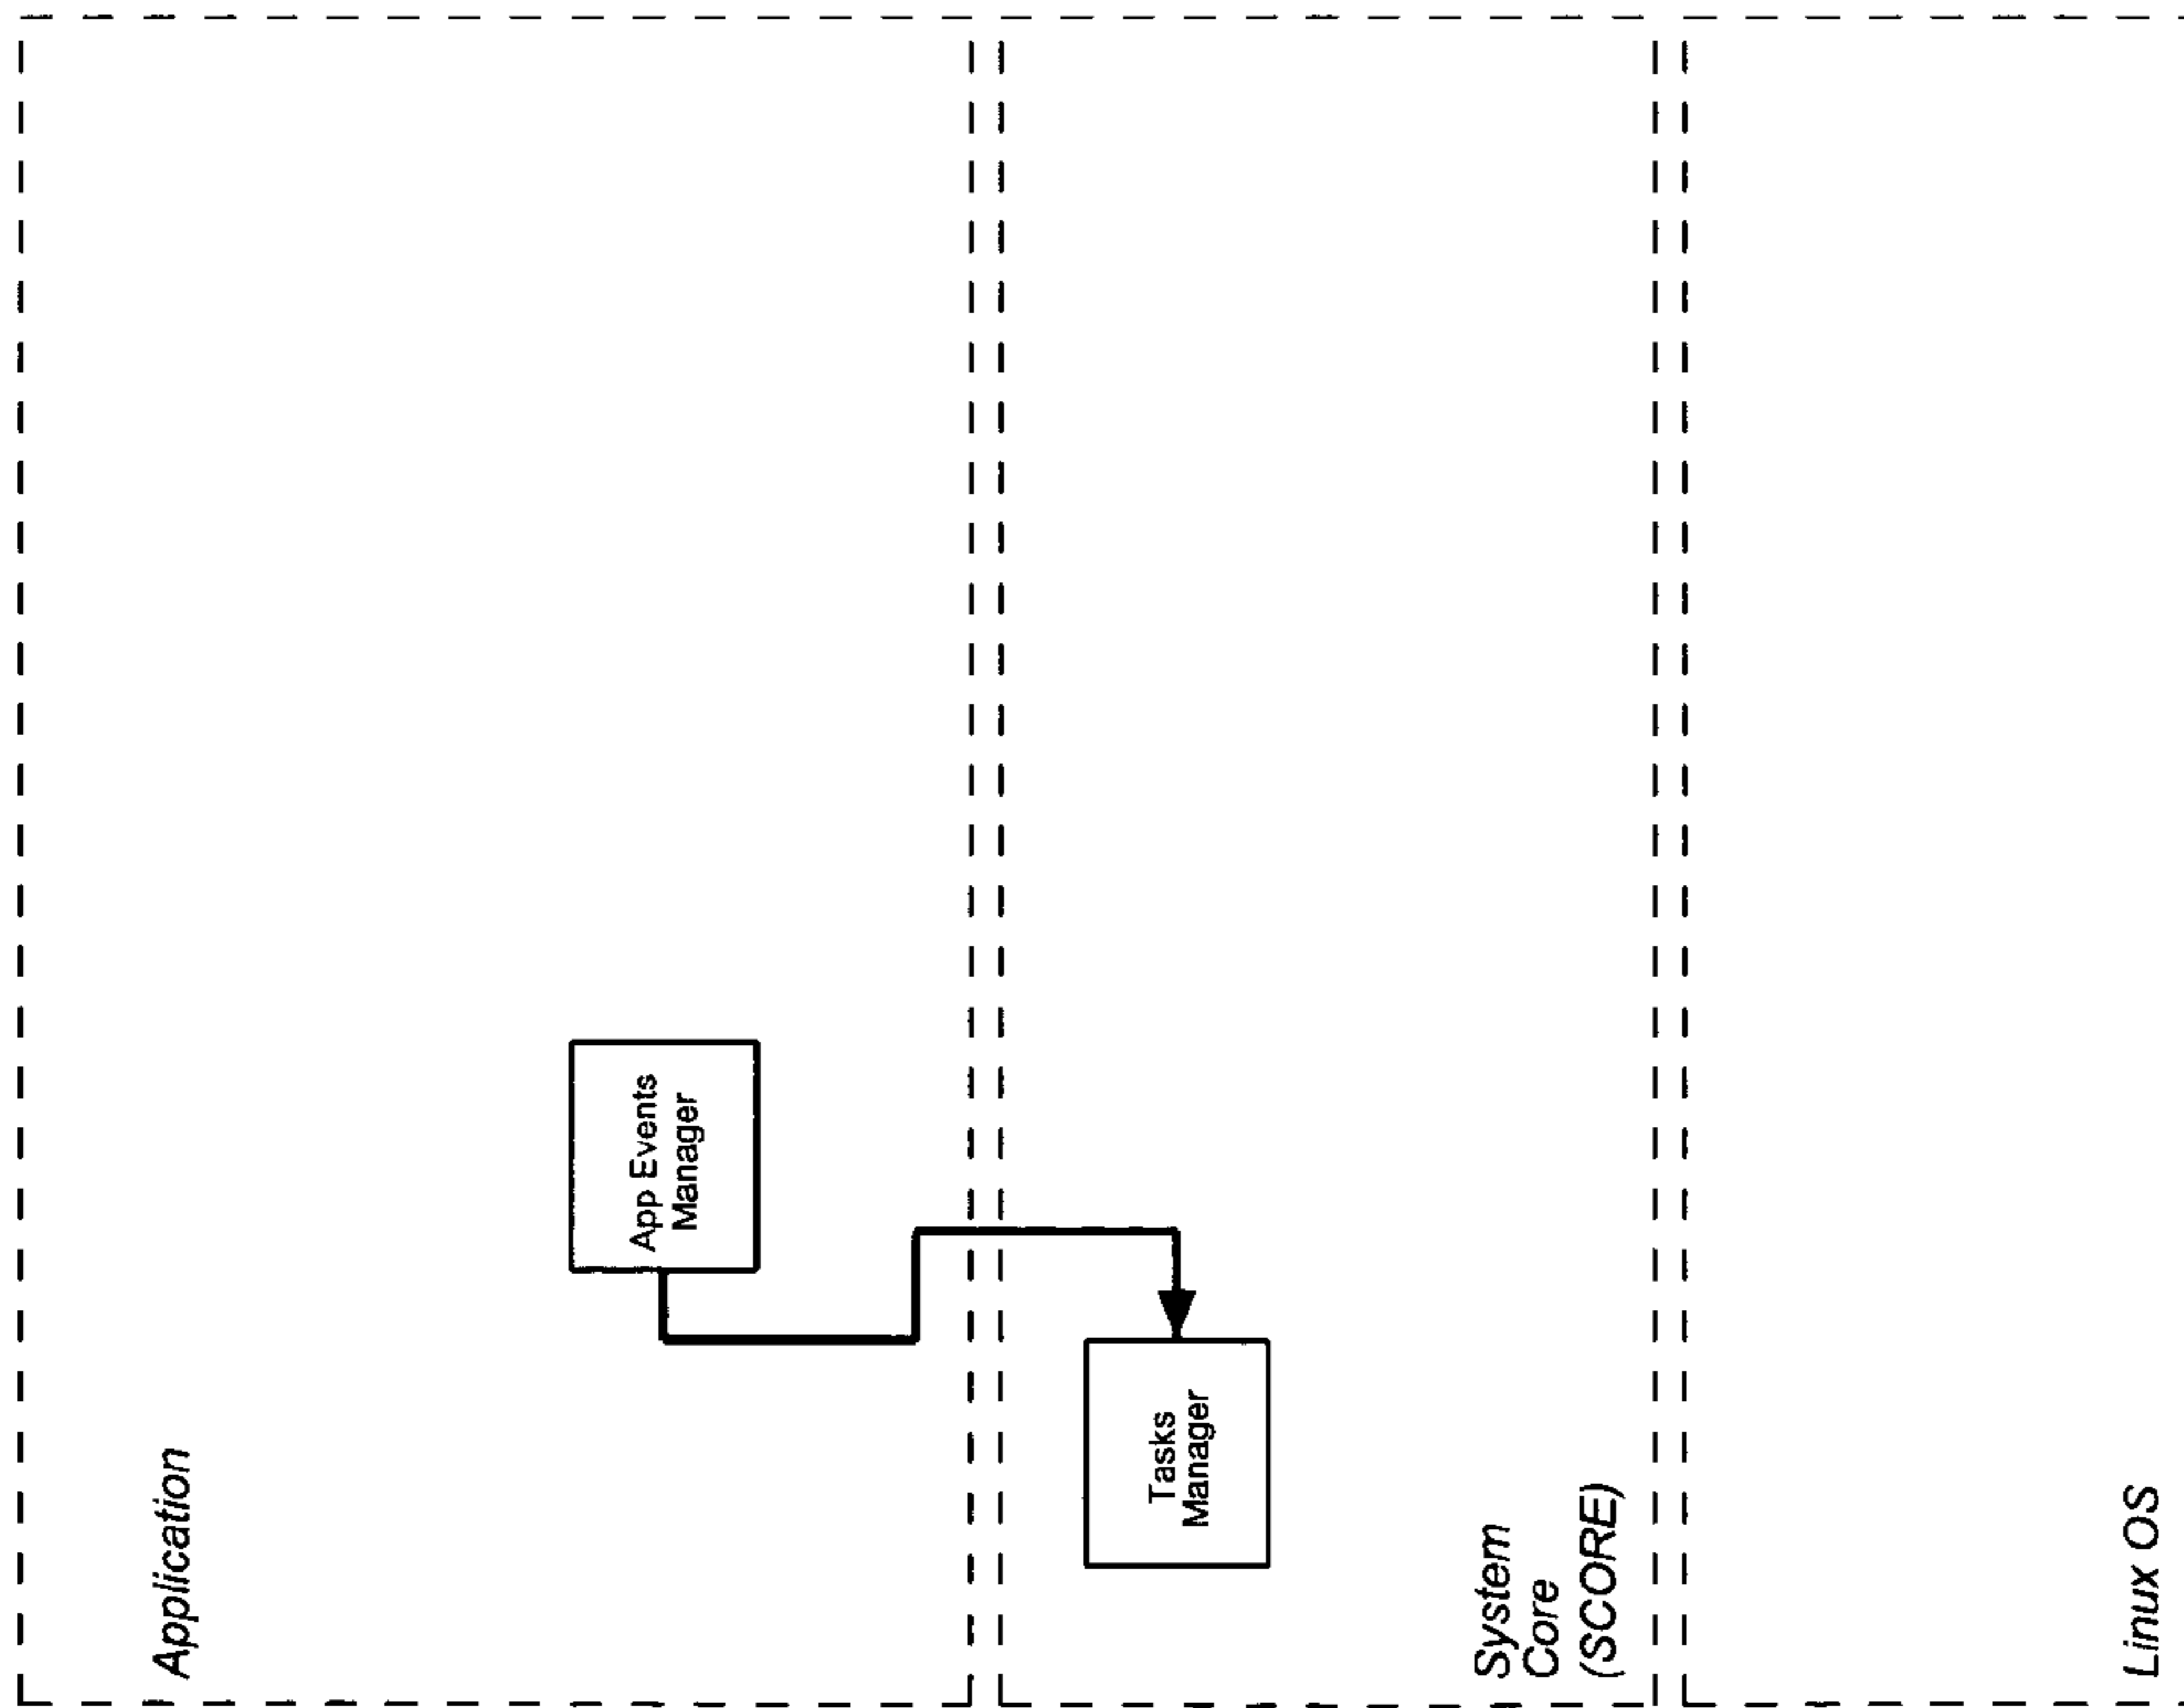 Application
App Events
Manager
Tasks
Manager
System
Core
(SCORE)
Linux OS